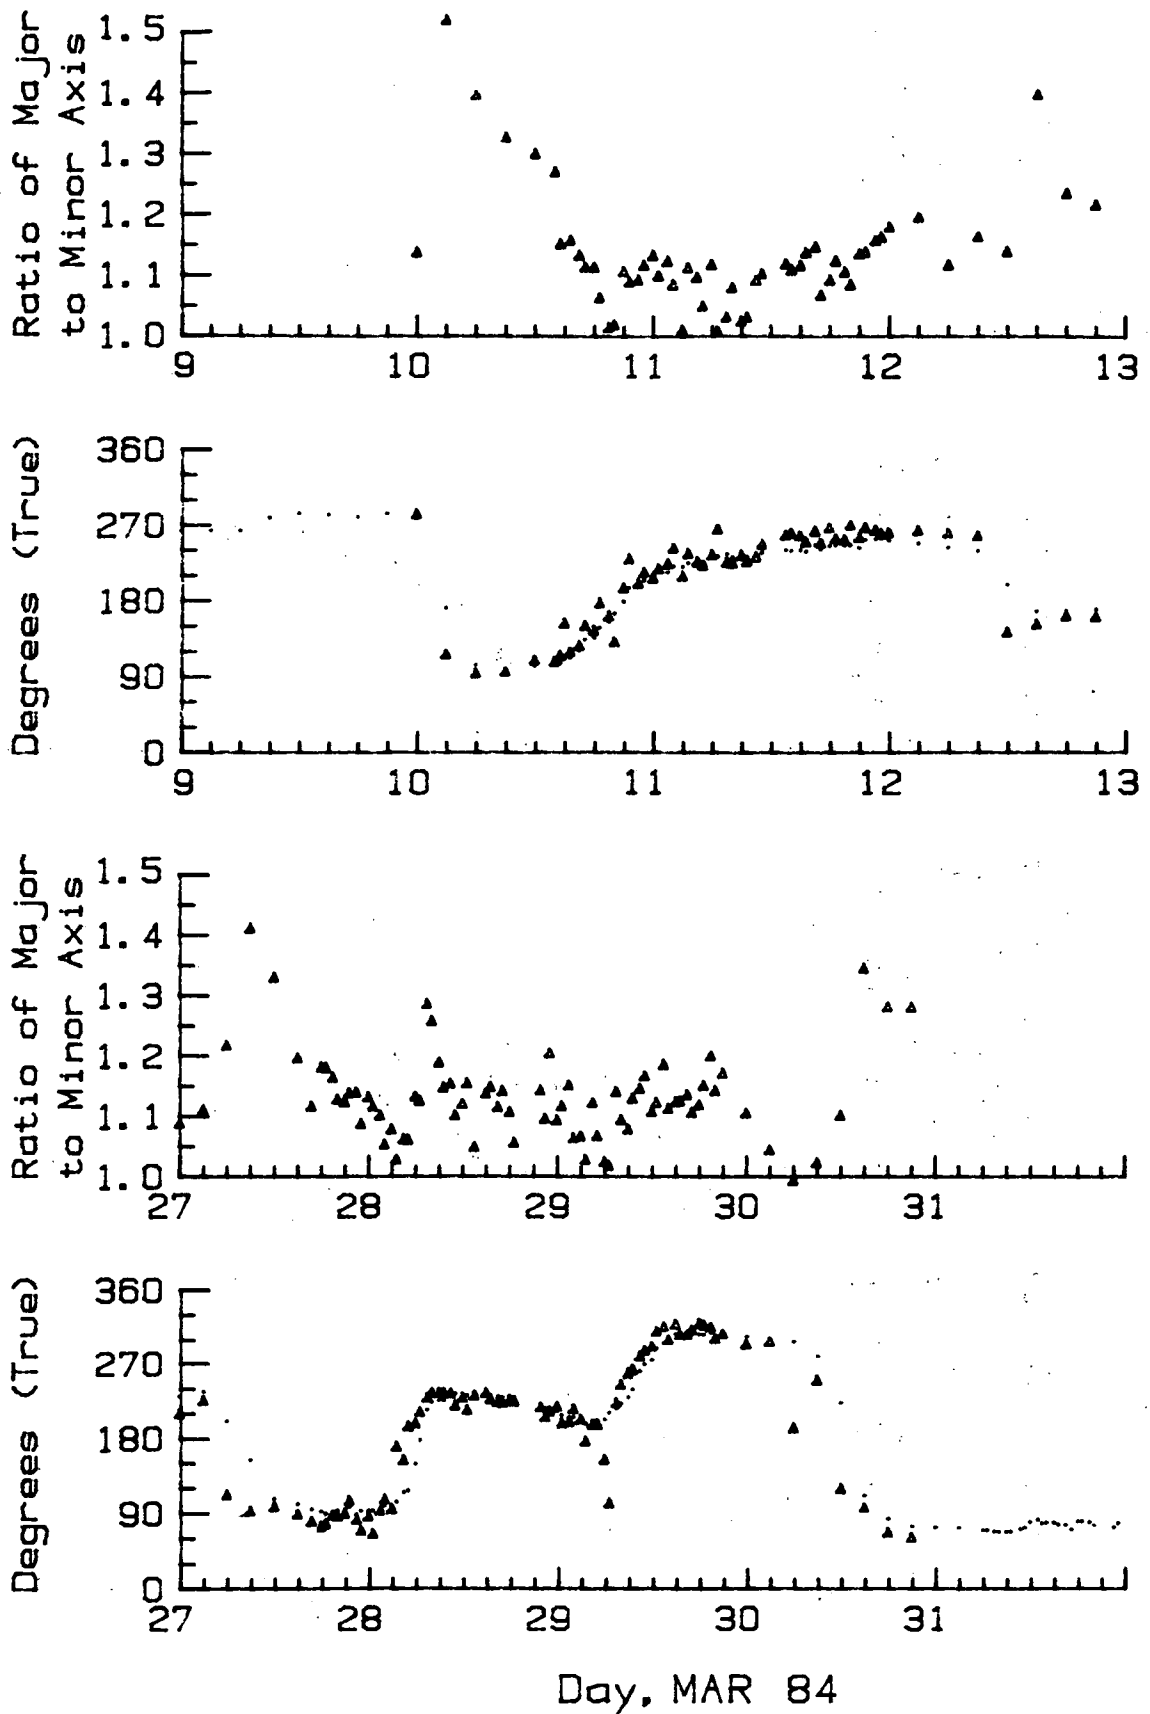 Ratio of Major
to Minor Axis
1.5
1.4
1.3
1.2
1.1
1.0
9 10 11 12 13
Degrees (True)
360
270
180
90
0
9 10 11 12 13
Ratio of Major
to Minor Axis
1.5
1.4
1.3
1.2
1.1
1.0
27 28 29 30 31
Degrees (True)
360
270
180
90
0
27 28 29 30 31
Day, MAR 84